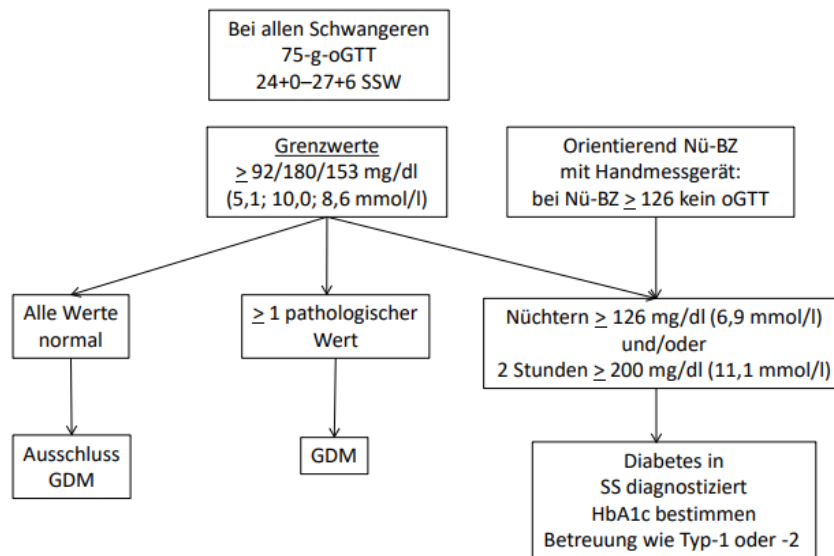 Bei allen Schwangeren
75-g-oGTT
24+0–27+6 SSW
Grenzwerte
≥ 92/180/153 mg/dl
(5,1; 10,0; 8,6 mmol/l)
Orientierend Nü-BZ
mit Handmessgerät:
bei Nü-BZ ≥ 126 kein oGTT
Alle Werte
normal
≥ 1 pathologischer
Wert
Nüchtern ≥ 126 mg/dl (6,9 mmol/l)
und/oder
2 Stunden ≥ 200 mg/dl (11,1 mmol/l)
Ausschluss
GDM
GDM
Diabetes in
SS diagnostiziert
HbA1c bestimmen
Betreuung wie Typ-1 oder -2